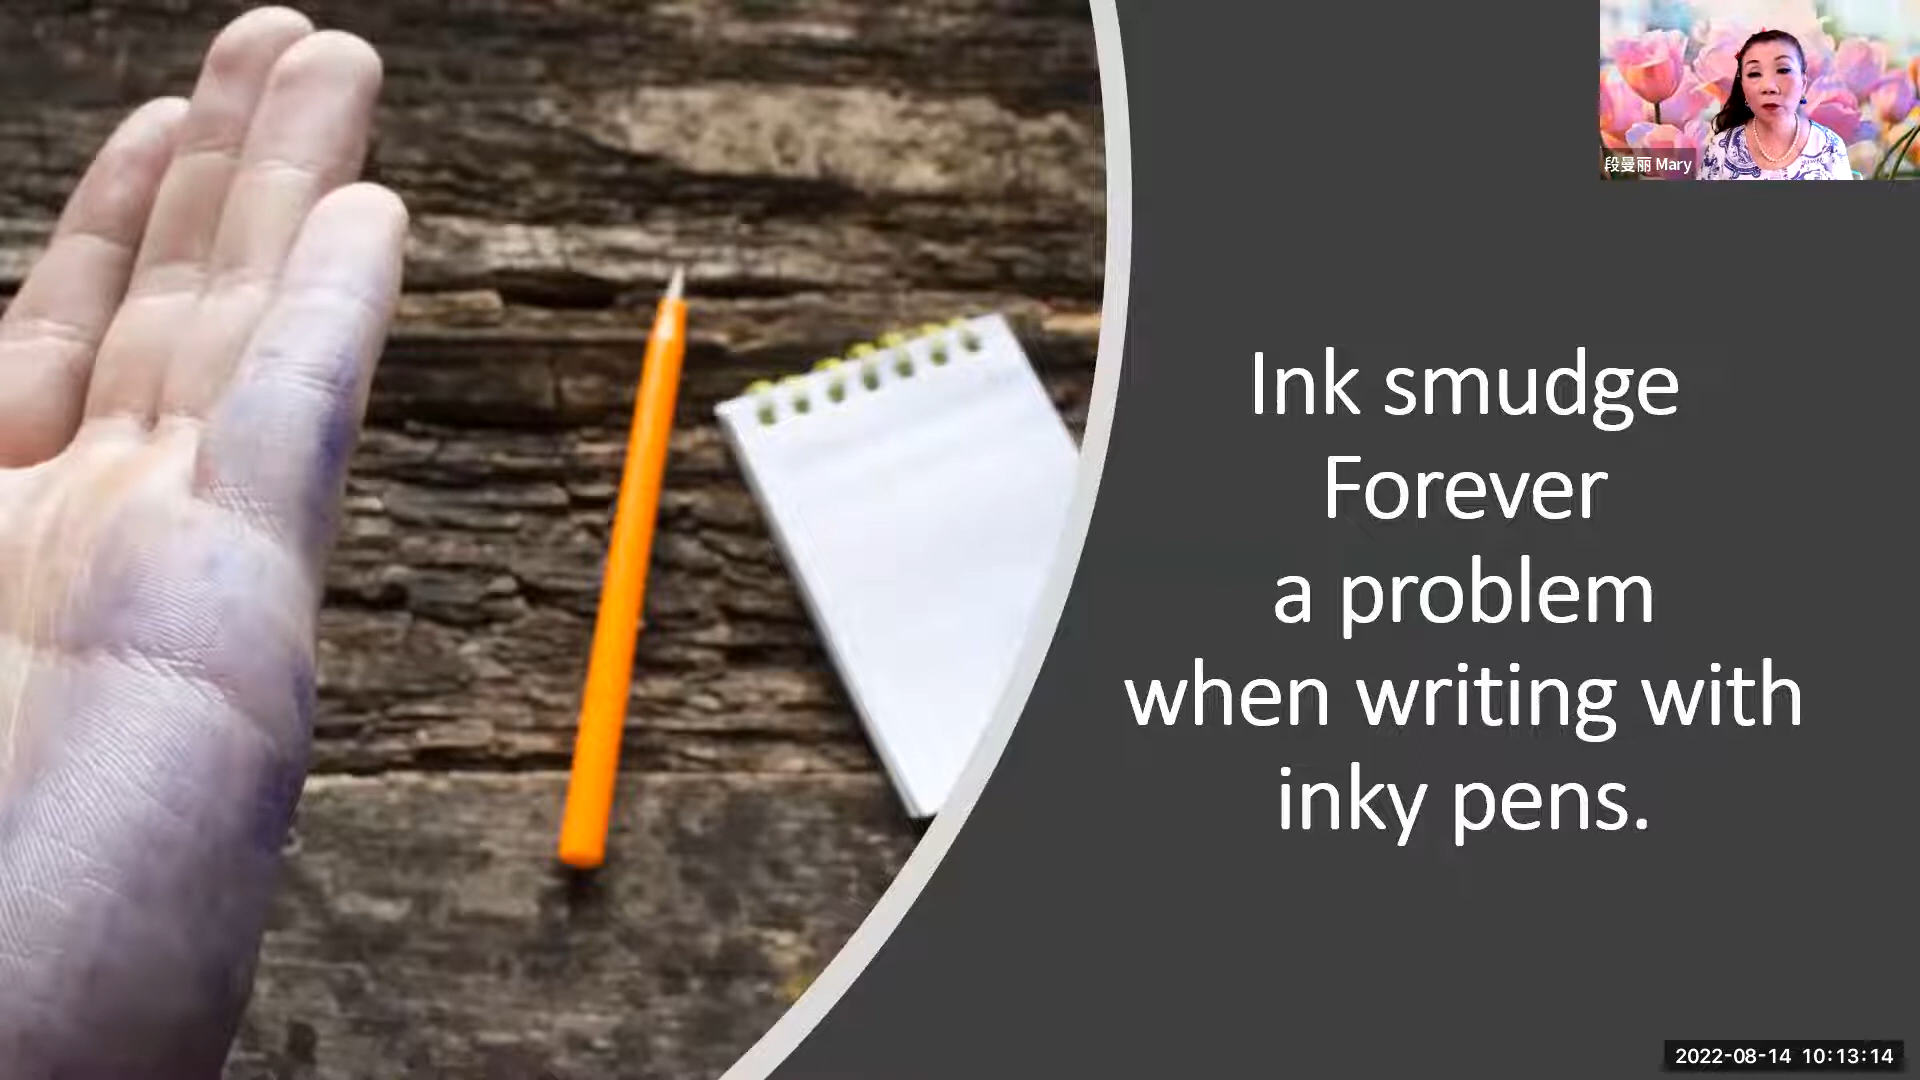 段曼丽 Mary
Ink smudge
Forever
a problem
when writing with
inky pens.
2022-08-14 10:13:14